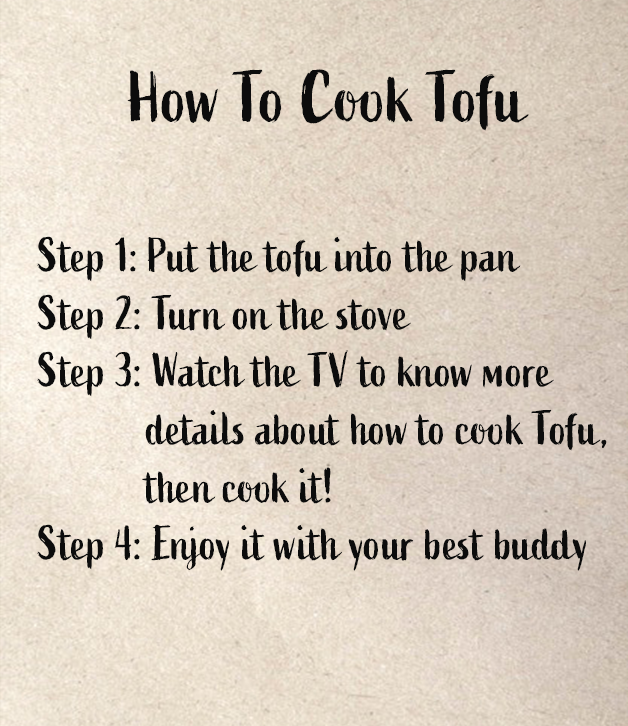 How To Cook Tofu
Step 1: Put the tofu into the pan
Step 2: Turn on the stove
Step 3: Watch the TV to know more
details about how to cook Tofu,
then cook it!
Step 4: Enjoy it with your best buddy